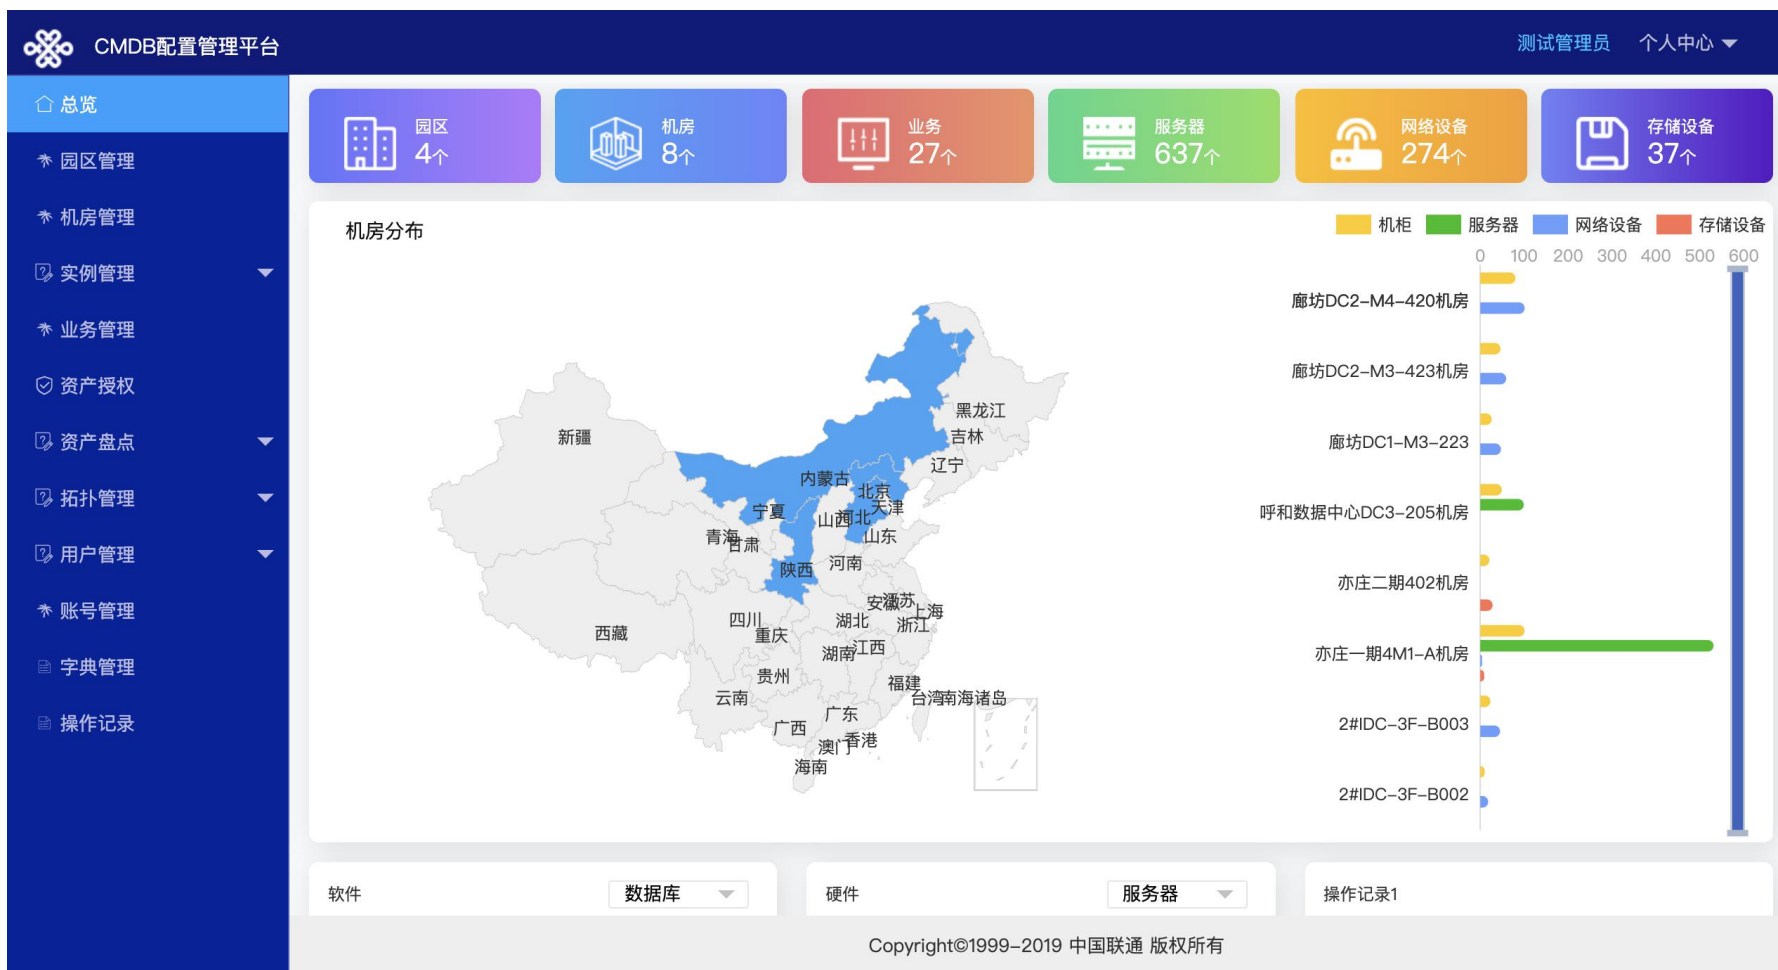 CMDB配置管理平台
测试管理员 个人中心
总览
园区管理
机房管理
实例管理
业务管理
资产授权
资产盘点
拓扑管理
用户管理
账号管理
字典管理
操作记录
园区
4个
机房
8个
业务
27个
服务器
637个
网络设备
274个
存储设备
37个
机房分布
机柜 服务器 网络设备 存储设备
0 100 200 300 400 500 600
廊坊DC2-M4-420机房
廊坊DC2-M3-423机房
廊坊DC1-M3-223
呼和数据中心DC3-205机房
亦庄二期402机房
亦庄一期4M1-A机房
2#IDC-3F-B003
2#IDC-3F-B002
黑龙江
新疆
吉林
辽宁
内蒙古
北京
天津
宁夏
山西
河北
青海
甘肃
山东
陕西
河南
安徽
江苏
上海
四川
湖北
浙江
重庆
西藏
湖南
江西
贵州
福建
云南
台湾
南海诸岛
广东
广西
澳门
香港
海南
软件 数据库
硬件 服务器
操作记录1
Copyright©1999-2019 中国联通 版权所有